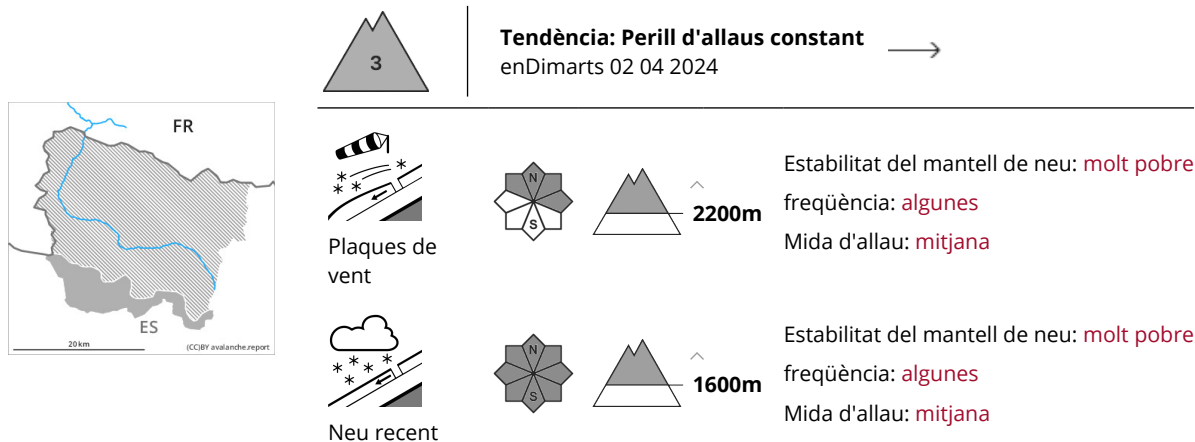 3
Tendència: Perill d'allaus constant
enDimarts 02 04 2024
FR
ES
20 km
(CC)BY avalanche.report
Plaques de
vent
N
S
2200m
Estabilitat del mantell de neu: molt pobre
freqüència: algunes
Mida d'allau: mitjana
Neu recent
N
S
1600m
Estabilitat del mantell de neu: molt pobre
freqüència: algunes
Mida d'allau: mitjana